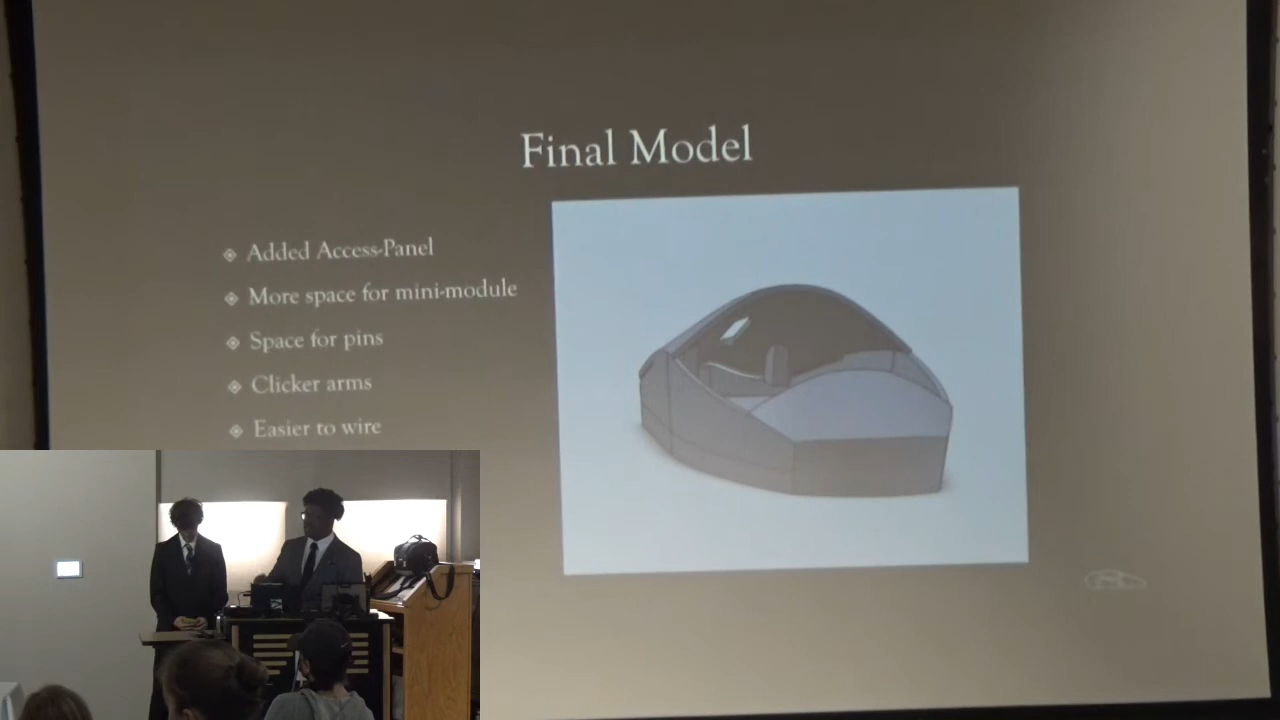 Final Model
Added Access-Panel
More space for mini-module
Space for pins
Clicker arms
Easier to wire